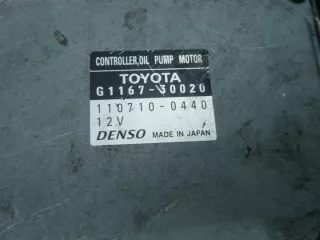 CONTROLLER,OIL PUMP MOTOR
TOYOTA
G1167-30020
110710-0440
12V
DENSO MADE IN JAPAN